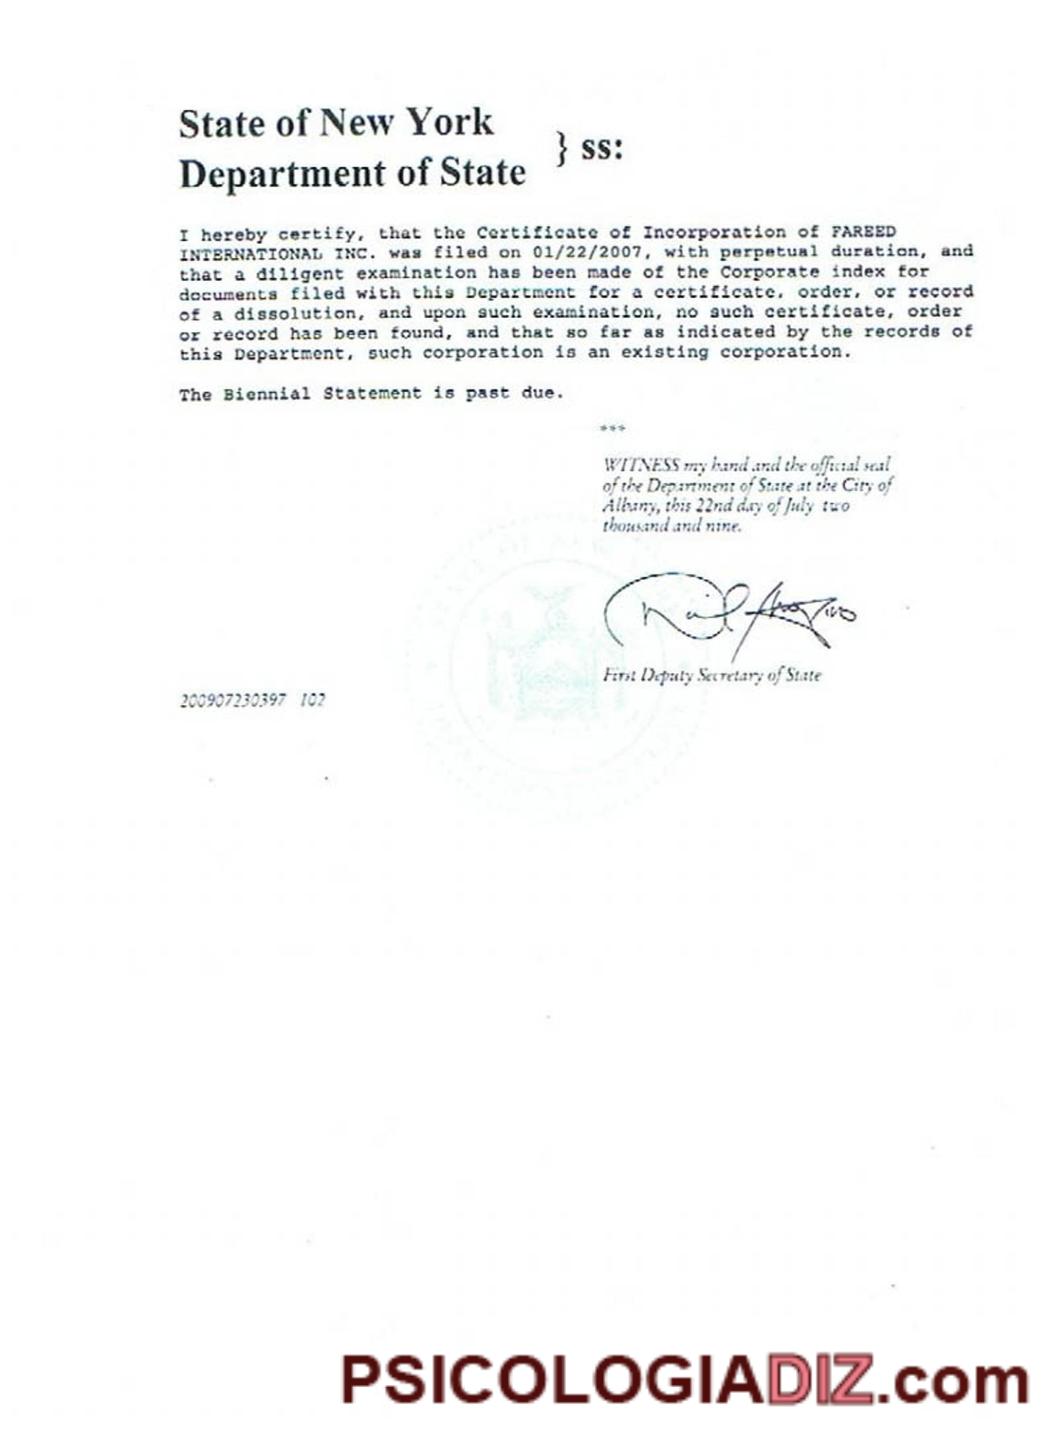 State of New York
Department of State } ss:
I hereby certify, that the Certificate of Incorporation of FAREED
INTERNATIONAL INC. was filed on 01/22/2007, with perpetual duration, and
that a diligent examination has been made of the Corporate index for
documents filed with this Department for a certificate, order, or record
of a dissolution, and upon such examination, no such certificate, order
or record has been found, and that so far as indicated by the records of
this Department, such corporation is an existing corporation.
The Biennial Statement is past due.
***
WITNESS my hand and the official seal
of the Department of State at the City of
Albany, this 22nd day of July two
thousand and nine.
First Deputy Secretary of State
200907230397 102
PSICOLOGIADIZ.com